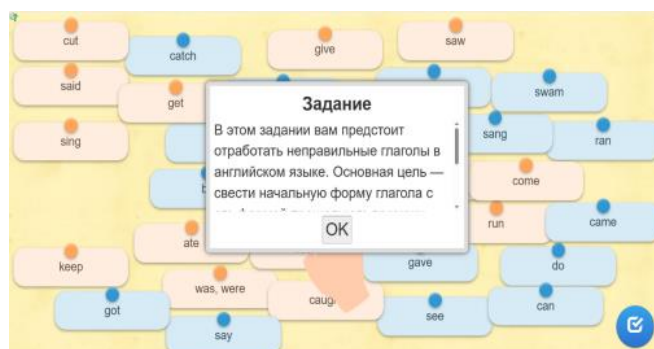 cut
catch
give
saw
said
get
swam
sing
sang
ran
come
Задание
В этом задании вам предстоит
отработать неправильные глаголы в
английском языке. Основная цель —
свести начальную форму глагола с
OK
ate
run
came
keep
gave
do
was, were
got
see
can
say